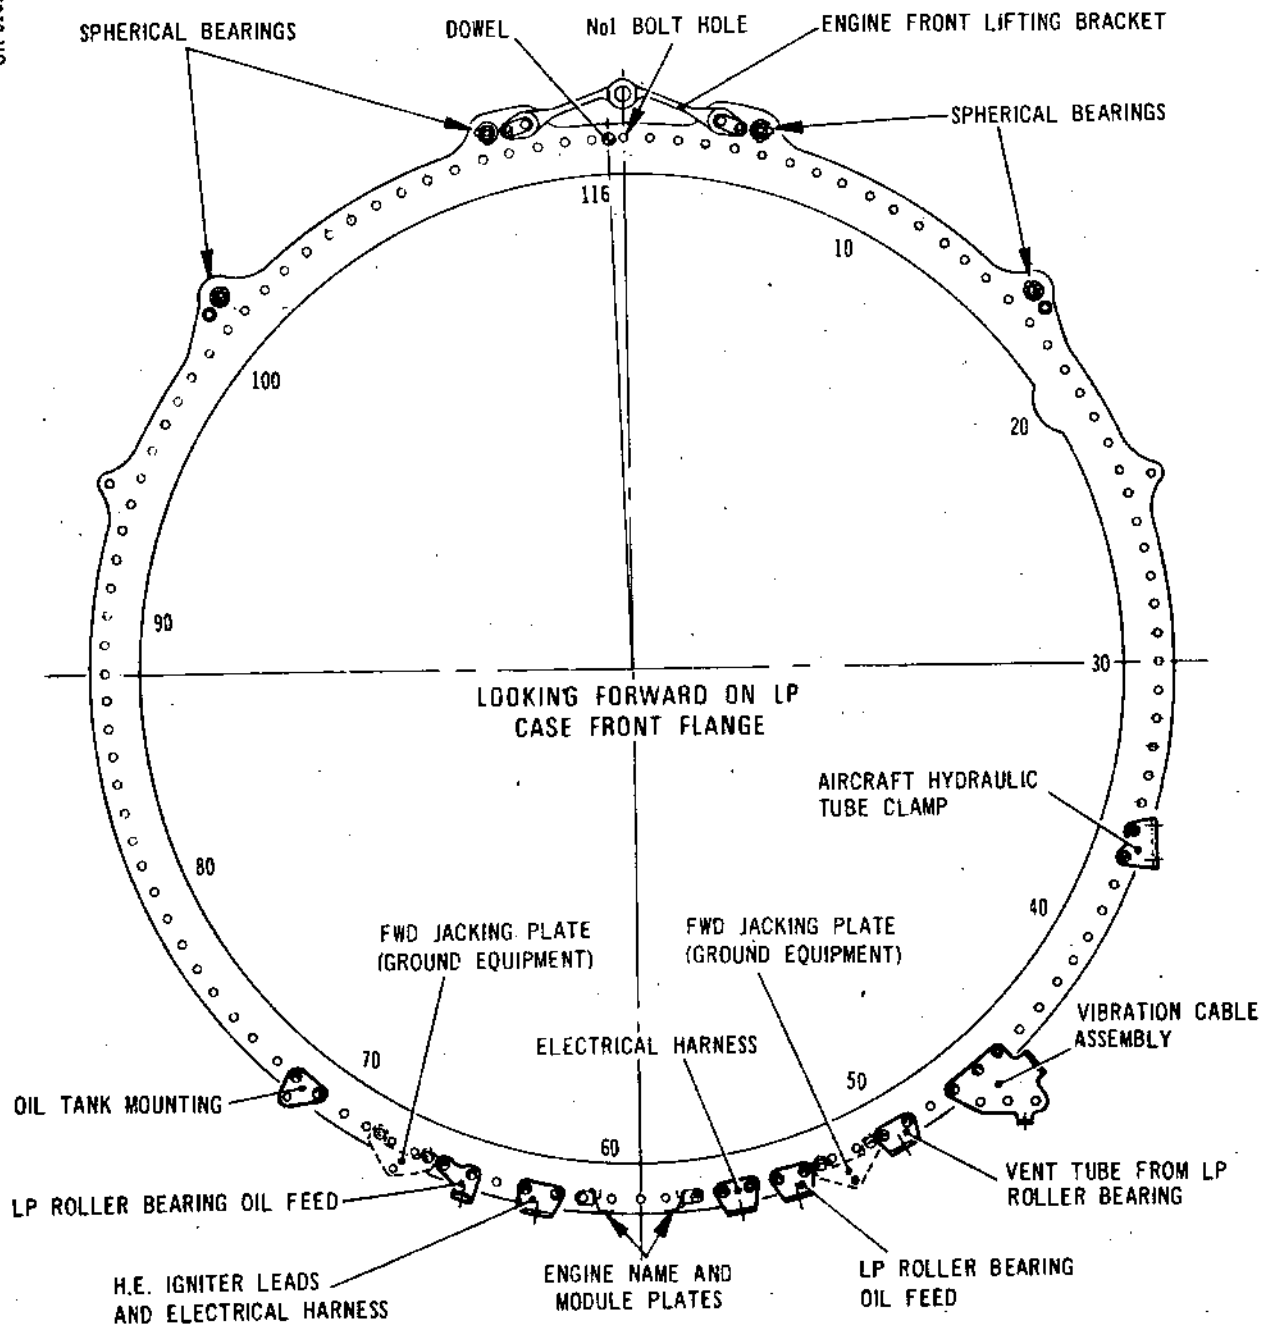 SPHERICAL BEARINGS
DOWEL
No1 BOLT HOLE
ENGINE FRONT LIFTING BRACKET
SPHERICAL BEARINGS
116
10
100
20
90
30
LOOKING FORWARD ON LP
CASE FRONT FLANGE
AIRCRAFT HYDRAULIC
TUBE CLAMP
80
40
FWD JACKING PLATE
(GROUND EQUIPMENT)
FWD JACKING PLATE
(GROUND EQUIPMENT)
VIBRATION CABLE
ASSEMBLY
ELECTRICAL HARNESS
70
50
OIL TANK MOUNTING
60
VENT TUBE FROM LP
ROLLER BEARING
LP ROLLER BEARING OIL FEED
H.E. IGNITER LEADS
AND ELECTRICAL HARNESS
ENGINE NAME AND
MODULE PLATES
LP ROLLER BEARING
OIL FEED